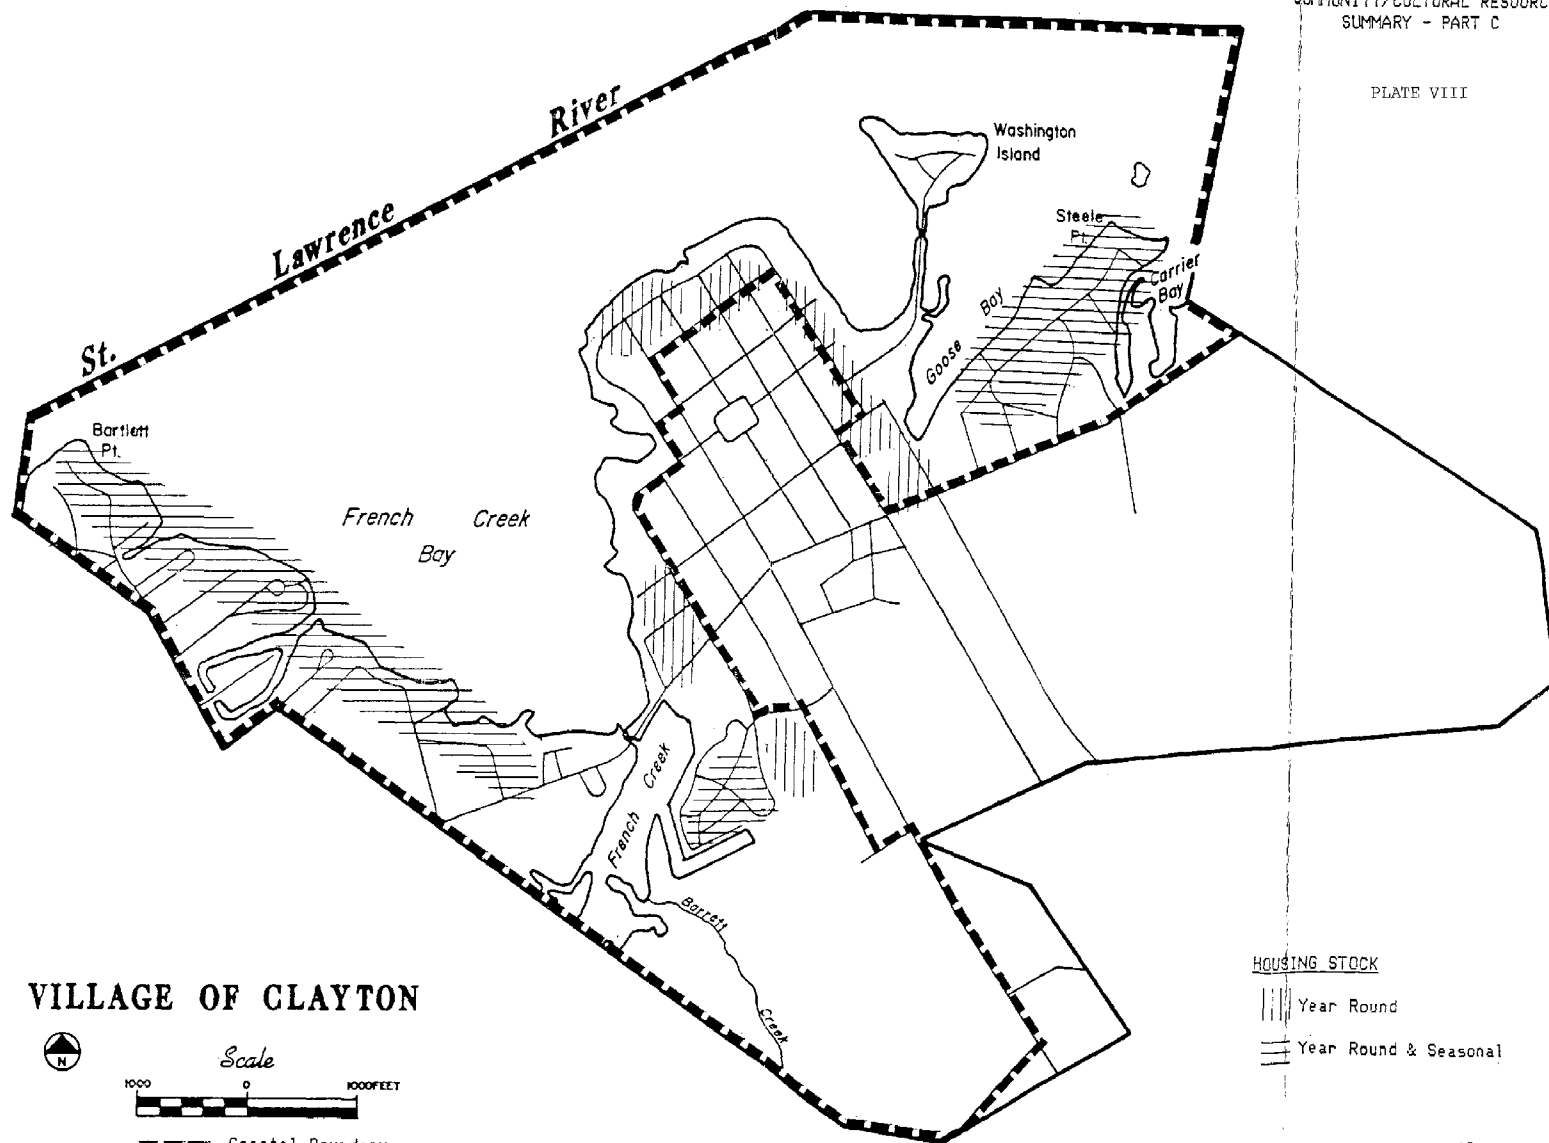 SUMMARY - PART C
PLATE VIII
St. Lawrence River
Washington
Island
Steele
Pt.
Carrier
Bay
Goose Bay
Bartlett
Pt.
French Creek
Bay
French Creek
Barrett Creek
VILLAGE OF CLAYTON
N
Scale
1000 0 1000FEET
Coastal Boundary
HOUSING STOCK
Year Round
Year Round & Seasonal